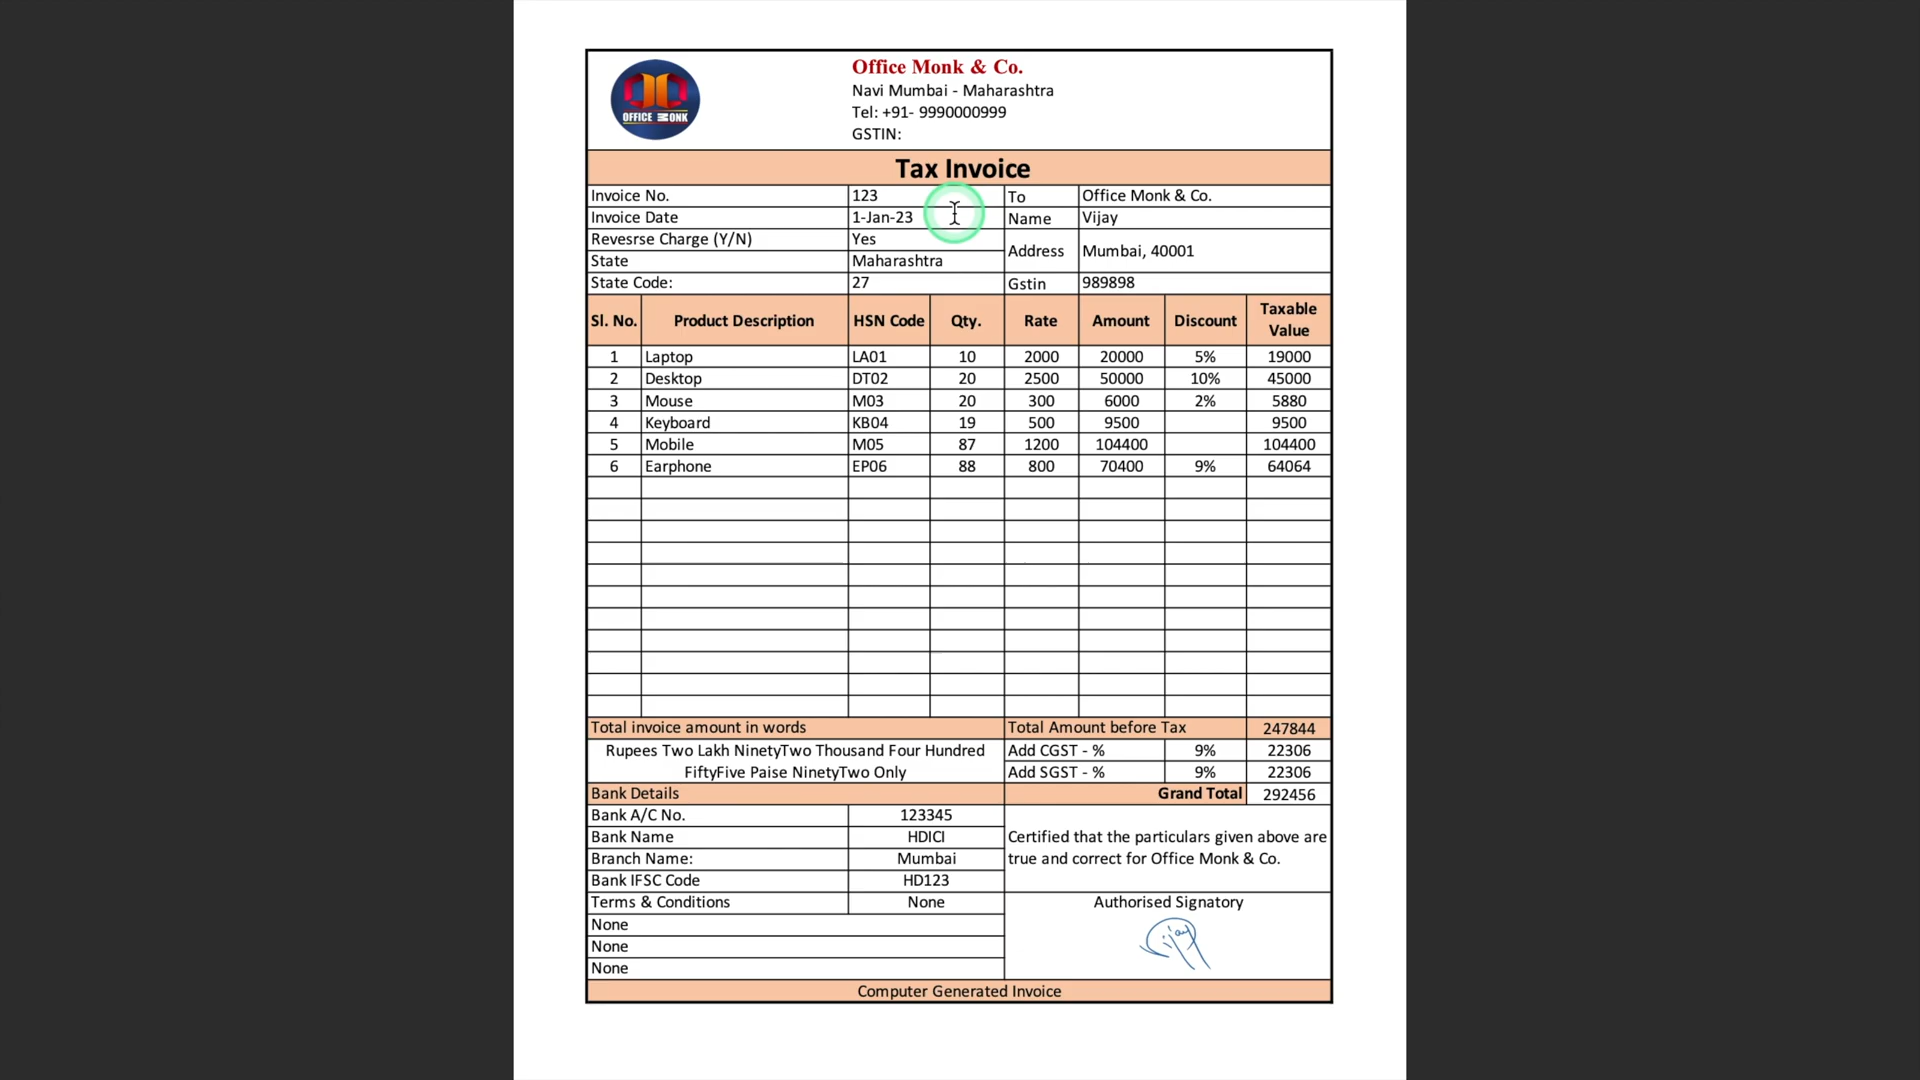 OFFICE MONK
Office Monk & Co.
Navi Mumbai - Maharashtra
Tel: +91- 9990000999
GSTIN:
Tax Invoice
Invoice No. 123 To Office Monk & Co.
Invoice Date 1-Jan-23 Name Vijay
Revesrse Charge (Y/N) Yes
Address Mumbai, 40001
State Maharashtra
State Code: 27 Gstin 989898
Sl. No. Product Description HSN Code Qty. Rate Amount Discount Taxable Value
1 Laptop LA01 10 2000 20000 5% 19000
2 Desktop DT02 20 2500 50000 10% 45000
3 Mouse M03 20 300 6000 2% 5880
4 Keyboard KB04 19 500 9500 9500
5 Mobile M05 87 1200 104400 104400
6 Earphone EP06 88 800 70400 9% 64064
Total invoice amount in words Total Amount before Tax 247844
Rupees Two Lakh NinetyTwo Thousand Four Hundred Add CGST - % 9% 22306
FiftyFive Paise NinetyTwo Only Add SGST - % 9% 22306
Bank Details Grand Total 292456
Bank A/C No. 123345
Bank Name HDICI Certified that the particulars given above are
Branch Name: Mumbai true and correct for Office Monk & Co.
Bank IFSC Code HD123
Terms & Conditions None Authorised Signatory
None
Vijay
None
None
Computer Generated Invoice